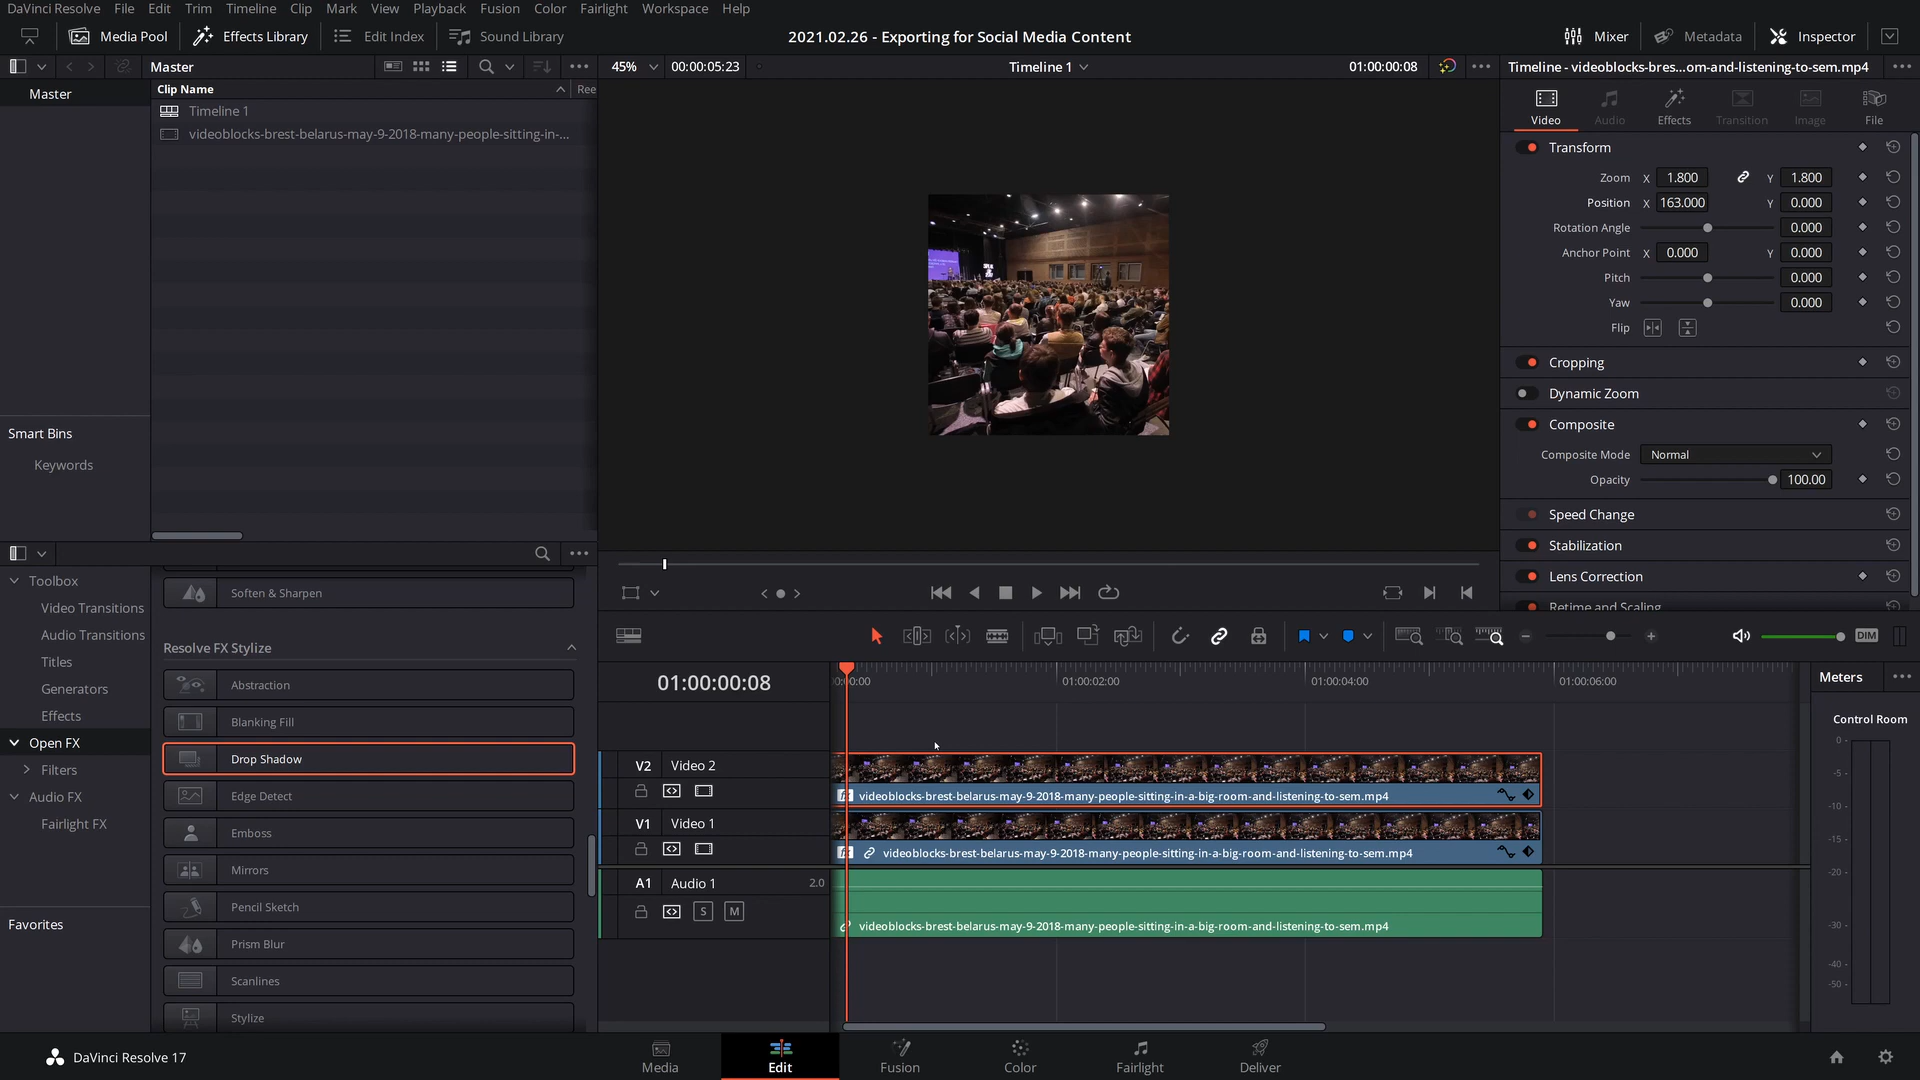 DaVinci Resolve File Edit Trim Timeline Clip Mark View Playback Fusion Color Fairlight Workspace Help
Media Pool Effects Library Edit Index Sound Library 2021.02.26 - Exporting for Social Media Content Mixer Metadata Inspector
Master 45% 00:00:05:23 Timeline 1 01:00:00:08 Timeline - videoblocks-bres...om-and-listening-to-sem.mp4
Master
Clip Name Ree
Timeline 1
videoblocks-brest-belarus-may-9-2018-many-people-sitting-in-...
Smart Bins
Keywords
Video Audio Effects Transition Image File
Transform
Zoom X 1.800 Y 1.800
Position X 163.000 Y 0.000
Rotation Angle 0.000
Anchor Point X 0.000 Y 0.000
Pitch 0.000
Yaw 0.000
Flip
Cropping
Dynamic Zoom
Composite
Composite Mode Normal
Opacity 100.00
Speed Change
Stabilization
Lens Correction
Retime and Scaling
Toolbox
Video Transitions
Audio Transitions
Titles
Generators
Effects
Open FX
Filters
Audio FX
Fairlight FX
Favorites
Soften & Sharpen
Resolve FX Stylize
Abstraction
Blanking Fill
Drop Shadow
Edge Detect
Emboss
Mirrors
Pencil Sketch
Prism Blur
Scanlines
Stylize
DIM
01:00:00:08 01:00:02:00 01:00:04:00 01:00:06:00
V2 Video 2
videoblocks-brest-belarus-may-9-2018-many-people-sitting-in-a-big-room-and-listening-to-sem.mp4
V1 Video 1
videoblocks-brest-belarus-may-9-2018-many-people-sitting-in-a-big-room-and-listening-to-sem.mp4
A1 Audio 1 2.0
S M
videoblocks-brest-belarus-may-9-2018-many-people-sitting-in-a-big-room-and-listening-to-sem.mp4
Meters
Control Room
0
-5
-10
-15
-20
-30
-40
-50
DaVinci Resolve 17 Media Edit Fusion Color Fairlight Deliver